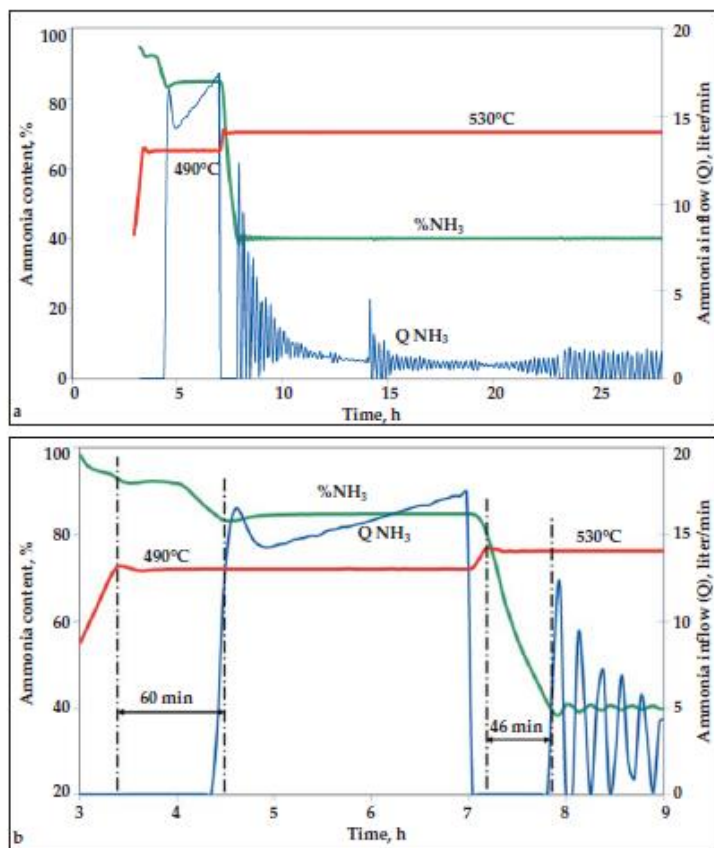 100
80
60
40
20
0
Ammonia content, %
20
15
10
5
0
Ammonia inflow (Q), liter/min
530°C
490°C
%NH₃
Q NH₃
0
5
10
15
20
25
Time, h
a
100
80
60
40
20
Ammonia content, %
20
15
10
5
0
Ammonia inflow (Q), liter/min
%NH₃
490°C
Q NH₃
530°C
60 min
46 min
3
4
5
6
7
8
9
Time, h
b